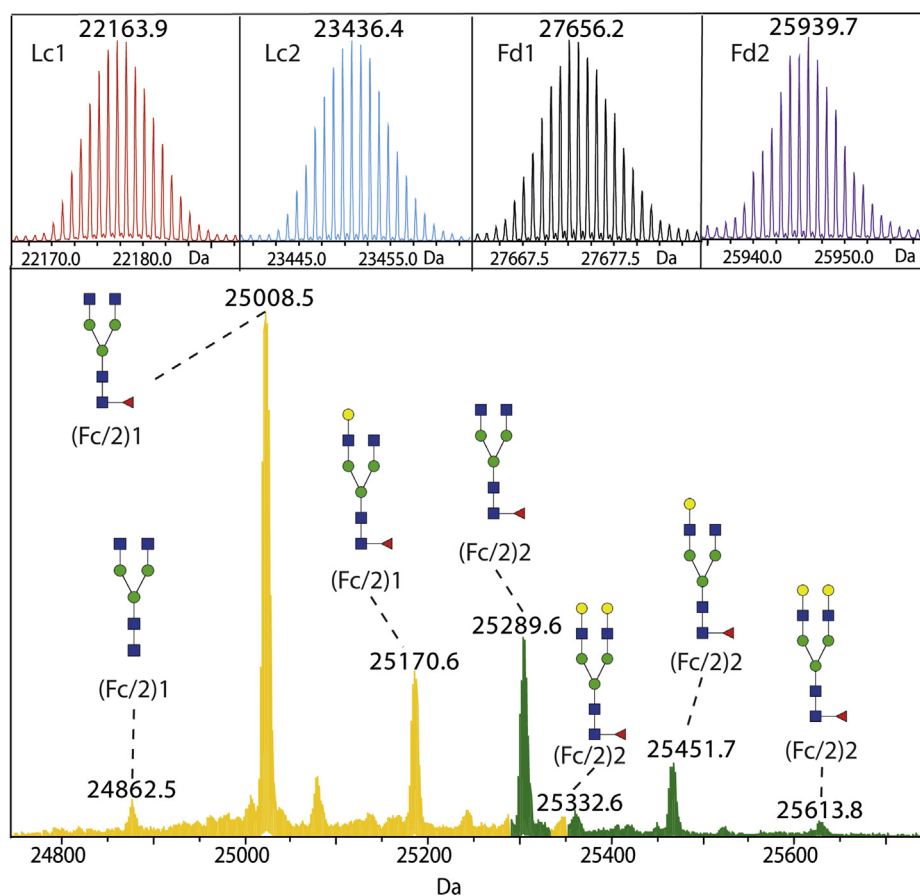 Lc1
22163.9
22170.0 22180.0 Da
Lc2
23436.4
23445.0 23455.0 Da
Fd1
27656.2
27667.5 27677.5 Da
Fd2
25939.7
25940.0 25950.0 Da
25008.5
(Fc/2)1
(Fc/2)1
24862.5
(Fc/2)1
25170.6
(Fc/2)2
25289.6
(Fc/2)2
25332.6
(Fc/2)2
25451.7
(Fc/2)2
25613.8
24800 25000 25200 25400 25600
Da